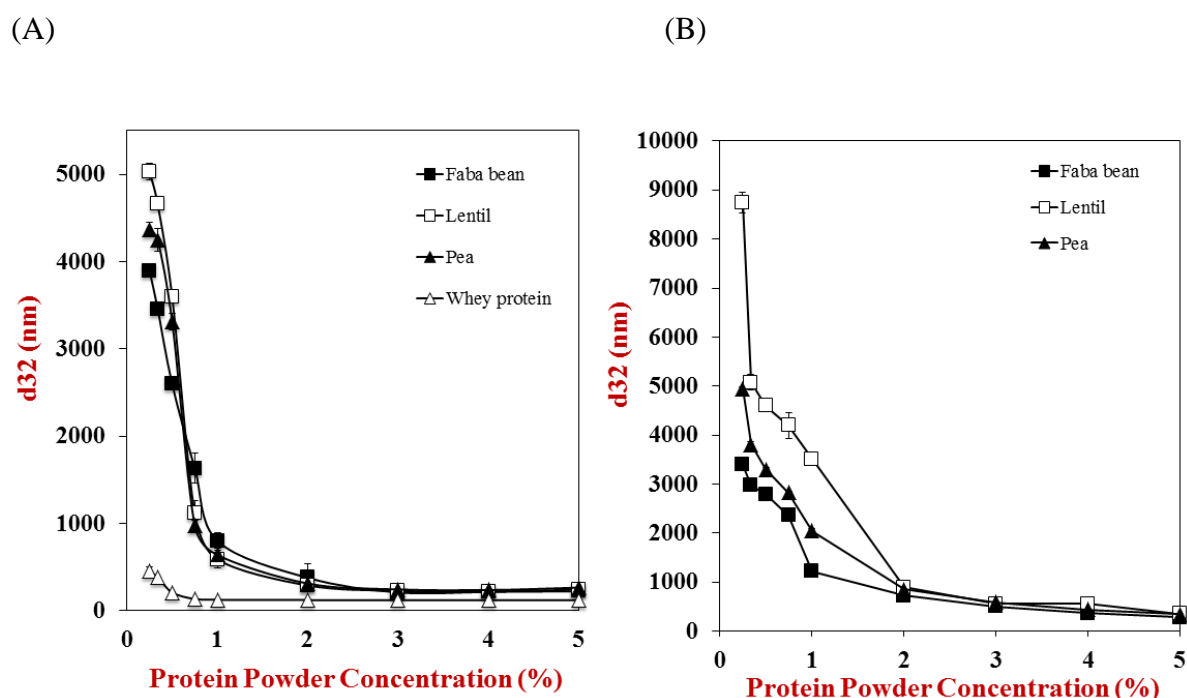 (A)
5000
4000
3000
2000
1000
0
d32 (nm)
Faba bean
Lentil
Pea
Whey protein
0 1 2 3 4 5
Protein Powder Concentration (%)
(B)
10000
9000
8000
7000
6000
5000
4000
3000
2000
1000
0
d32 (nm)
Faba bean
Lentil
Pea
0 1 2 3 4 5
Protein Powder Concentration (%)